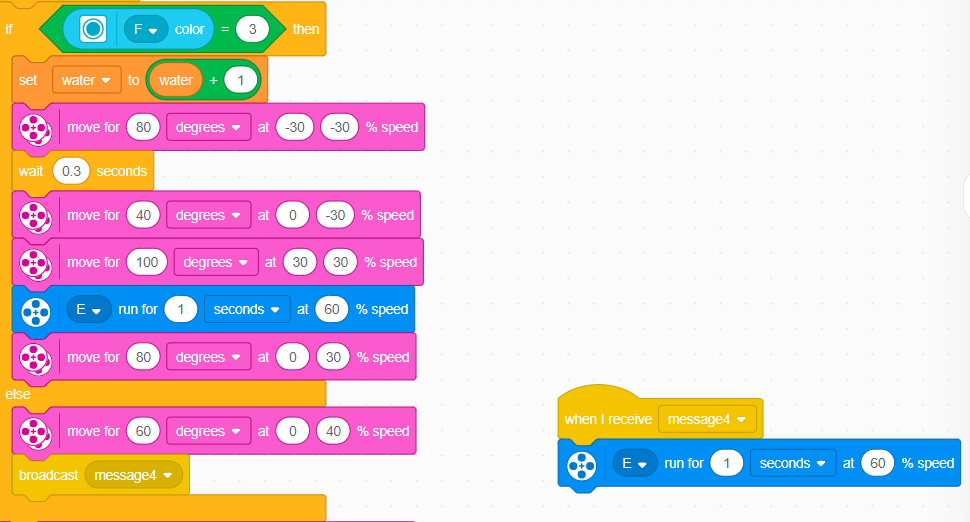 if F color = 3 then
set water to water + 1
move for 80 degrees at -30 -30 % speed
wait 0.3 seconds
move for 40 degrees at 0 -30 % speed
move for 100 degrees at 30 30 % speed
E run for 1 seconds at 60 % speed
move for 80 degrees at 0 30 % speed
else
move for 60 degrees at 0 40 % speed
broadcast message4
when I receive message4
E run for 1 seconds at 60 % speed